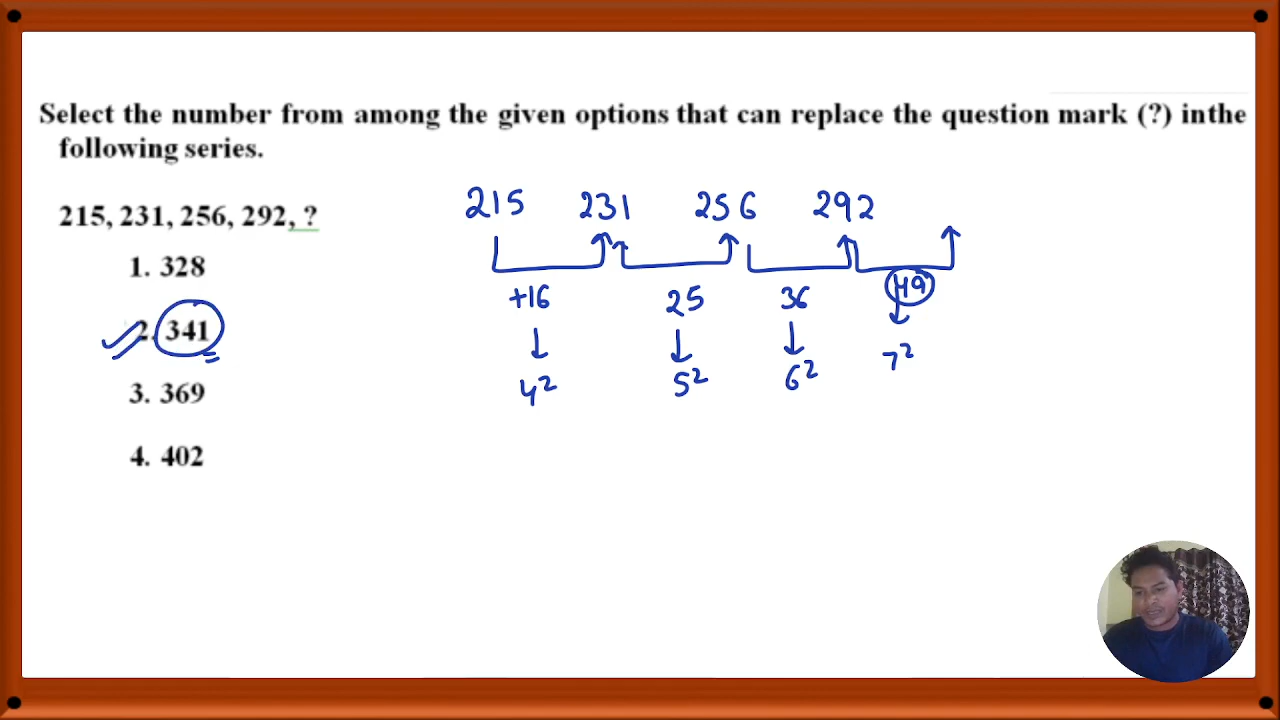 Select the number from among the given options that can replace the question mark (?) inthe
following series.
215, 231, 256, 292, ?
1. 328
2. 341
3. 369
4. 402
215 231 256 292
+16 25 36 49
4² 5² 6² 7²